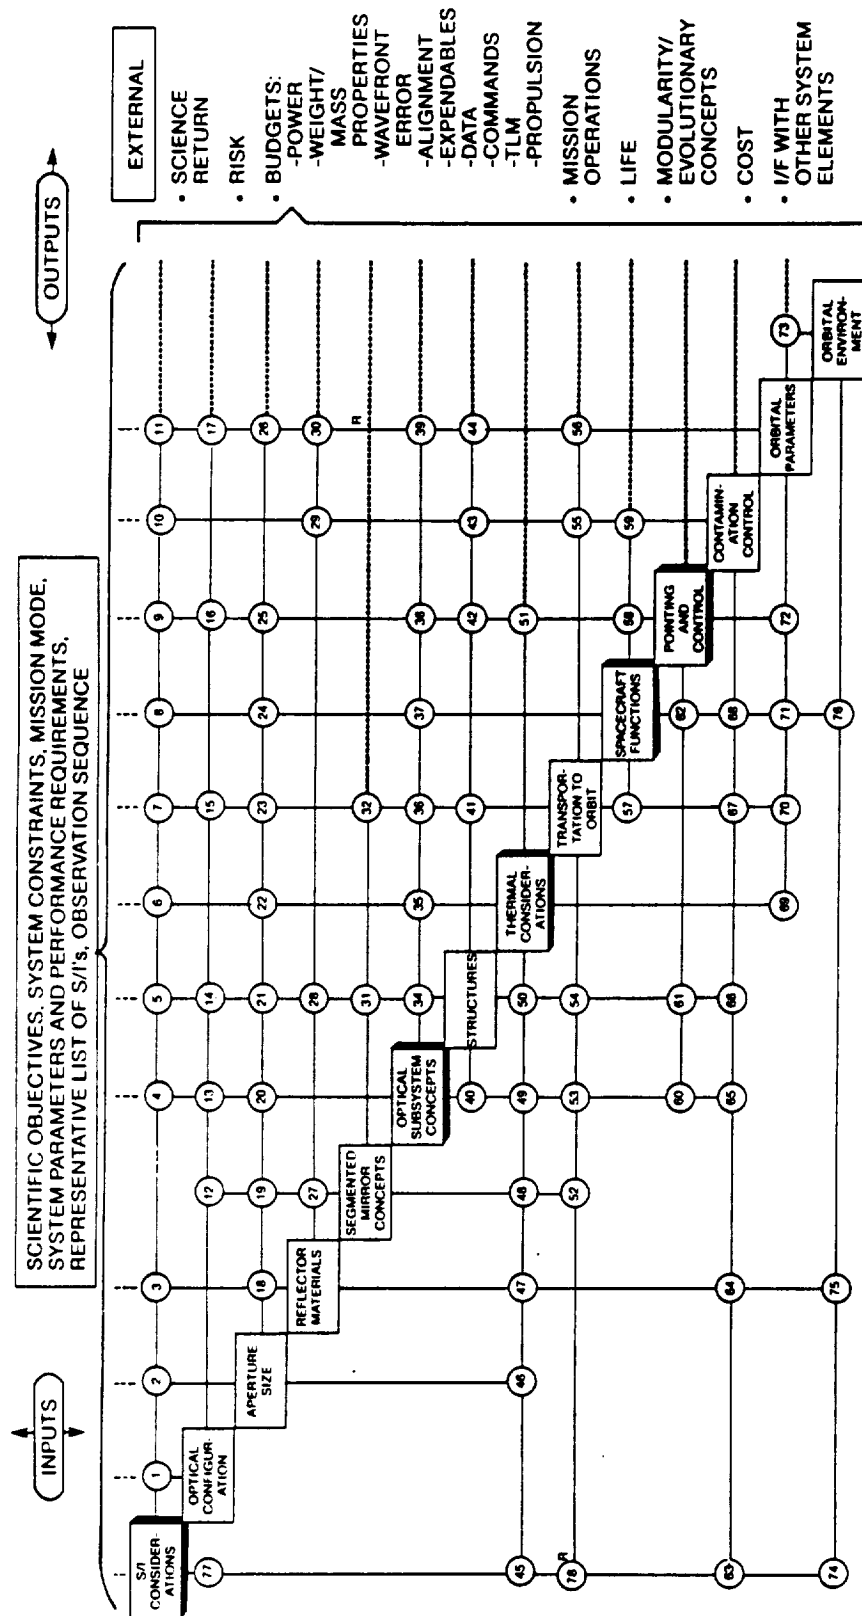 INPUTS
OUTPUTS
SCIENTIFIC OBJECTIVES, SYSTEM CONSTRAINTS, MISSION MODE,
SYSTEM PARAMETERS AND PERFORMANCE REQUIREMENTS,
REPRESENTATIVE LIST OF S/I's, OBSERVATION SEQUENCE
EXTERNAL
• SCIENCE
RETURN
• RISK
• BUDGETS:
-POWER
-WEIGHT/
MASS
PROPERTIES
-WAVEFRONT
ERROR
-ALIGNMENT
-EXPENDABLES
-DATA
-COMMANDS
-TLM
-PROPULSION
• MISSION
OPERATIONS
• LIFE
• MODULARITY/
EVOLUTIONARY
CONCEPTS
• COST
• I/F WITH
OTHER SYSTEM
ELEMENTS
S/I
CONSIDER-
ATIONS
1 2 3 4 5 6 7 8 9 10 11
77
OPTICAL
CONFIGUR-
ATION
12 13 14 15 16 17
APERTURE
SIZE
18 19 20 21 22 23 24 25 26
REFLECTOR
MATERIALS
27 28 29 30
SEGMENTED
MIRROR
CONCEPTS
31 32
R
OPTICAL
SUBSYSTEM
CONCEPTS
34 35 36 37 38 39
40
STRUCTURES
41 42 43 44
45 46 47 48 49 50
THERMAL
CONSIDER-
ATIONS
51
78
R
52 53 54
TRANSPOR-
TATION TO
ORBIT
55 56
57
SPACECRAFT
FUNCTIONS
58 59
60 61 62
POINTING
AND
CONTROL
63 64 65 66 67 68
CONTAMIN-
ATION
CONTROL
69 70 71 72
ORBITAL
PARAMETERS
73
74 75 76
ORBITAL
ENVIRON-
MENT